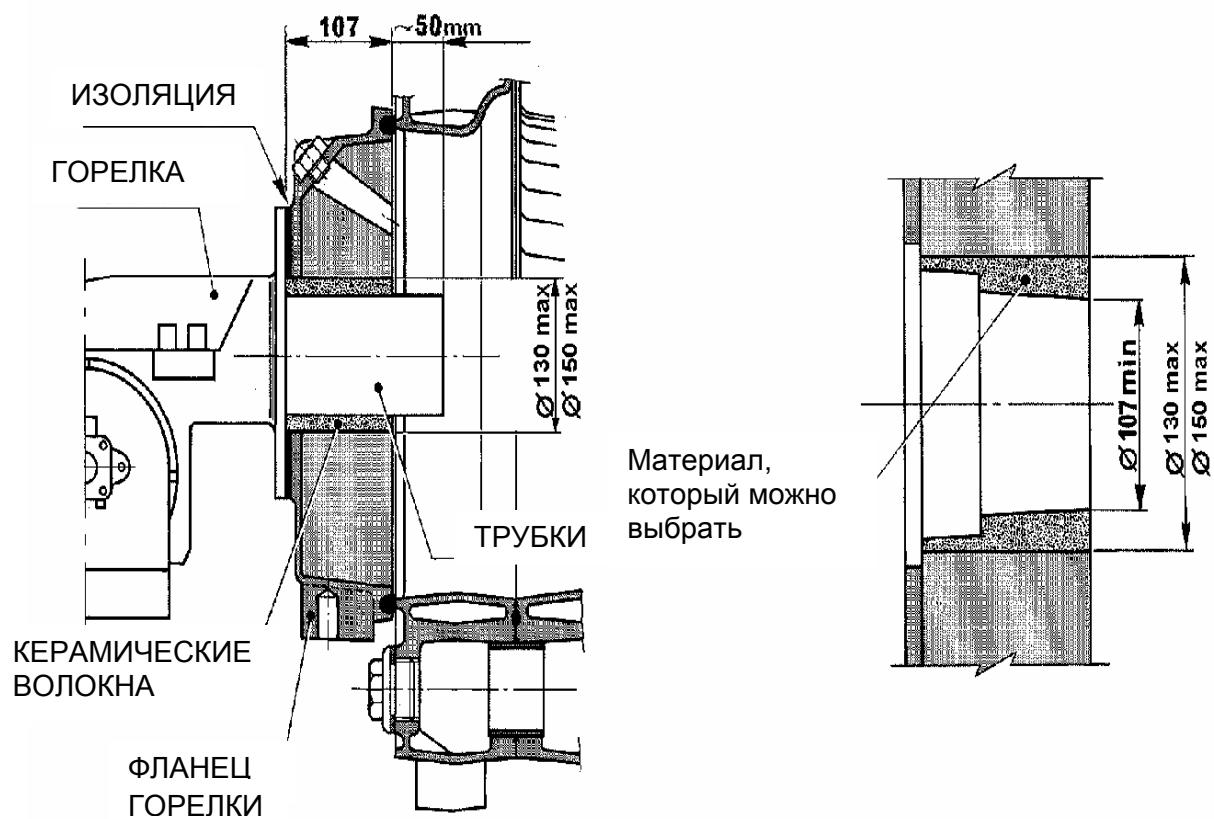 107 ~50mm
ИЗОЛЯЦИЯ
ГОРЕЛКА
Ø 130 max
Ø 150 max
ТРУБКИ
КЕРАМИЧЕСКИЕ
ВОЛОКНА
ФЛАНЕЦ
ГОРЕЛКИ
Материал,
который можно
выбрать
Ø 107 min
Ø 130 max
Ø 150 max